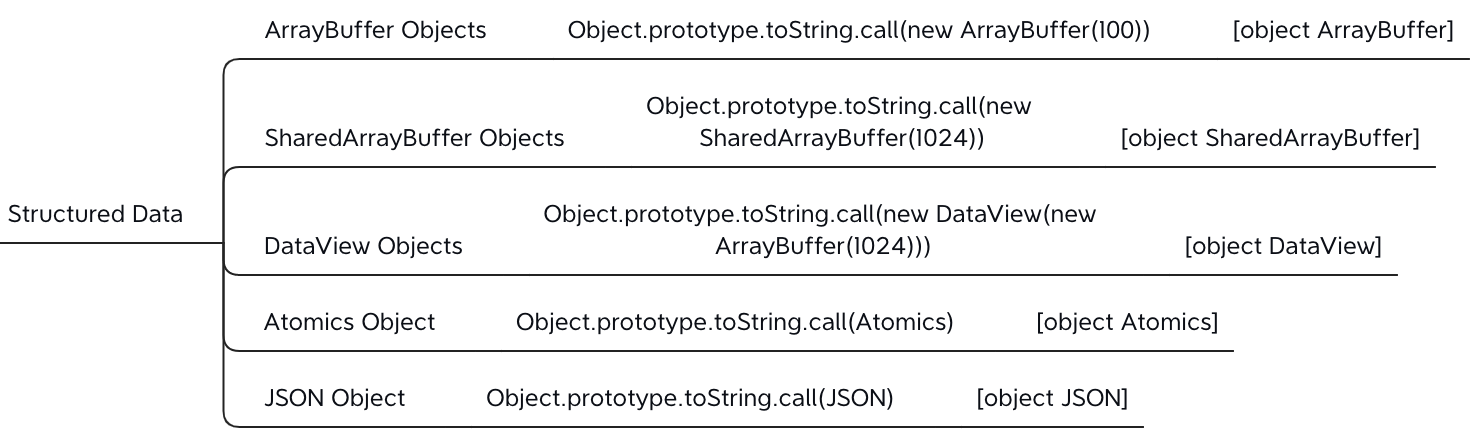 ArrayBuffer Objects Object.prototype.toString.call(new ArrayBuffer(100)) [object ArrayBuffer]
Object.prototype.toString.call(new
SharedArrayBuffer Objects SharedArrayBuffer(1024)) [object SharedArrayBuffer]
Structured Data Object.prototype.toString.call(new DataView(new
DataView Objects ArrayBuffer(1024))) [object DataView]
Atomics Object Object.prototype.toString.call(Atomics) [object Atomics]
JSON Object Object.prototype.toString.call(JSON) [object JSON]